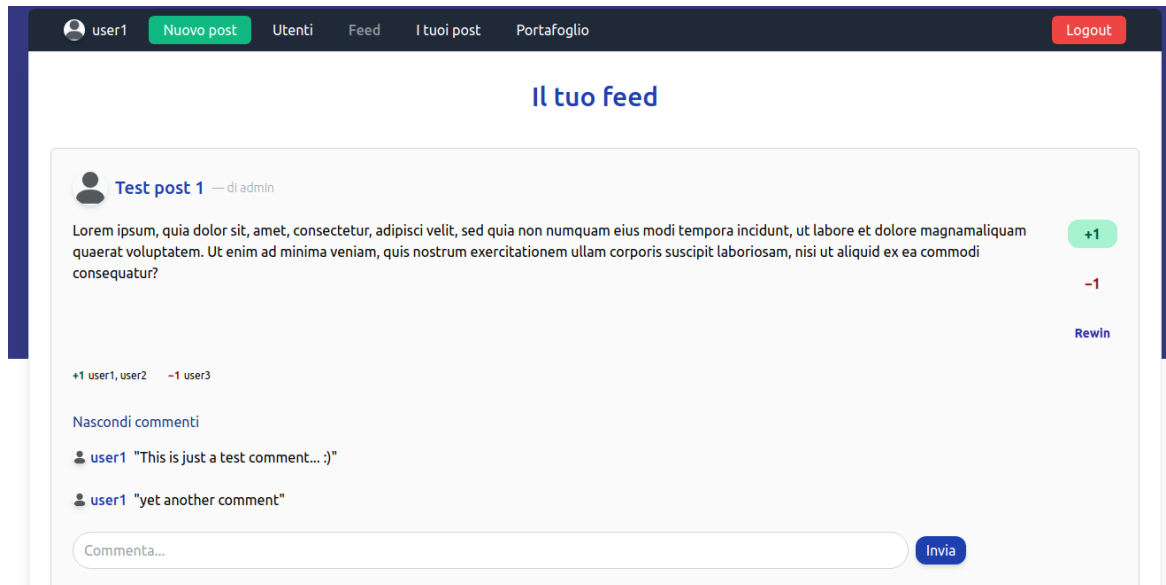 user1 Nuovo post Utenti Feed I tuoi post Portafoglio Logout
Il tuo feed
Test post 1 — di admin
Lorem ipsum, quia dolor sit, amet, consectetur, adipisci velit, sed quia non numquam eius modi tempora incidunt, ut labore et dolore magnamaliquam
quaerat voluptatem. Ut enim ad minima veniam, quis nostrum exercitationem ullam corporis suscipit laboriosam, nisi ut aliquid ex ea commodi
consequatur?
+1
−1
Rewin
+1 user1, user2 −1 user3
Nascondi commenti
user1 "This is just a test comment... :)"
user1 "yet another comment"
Commenta... Invia